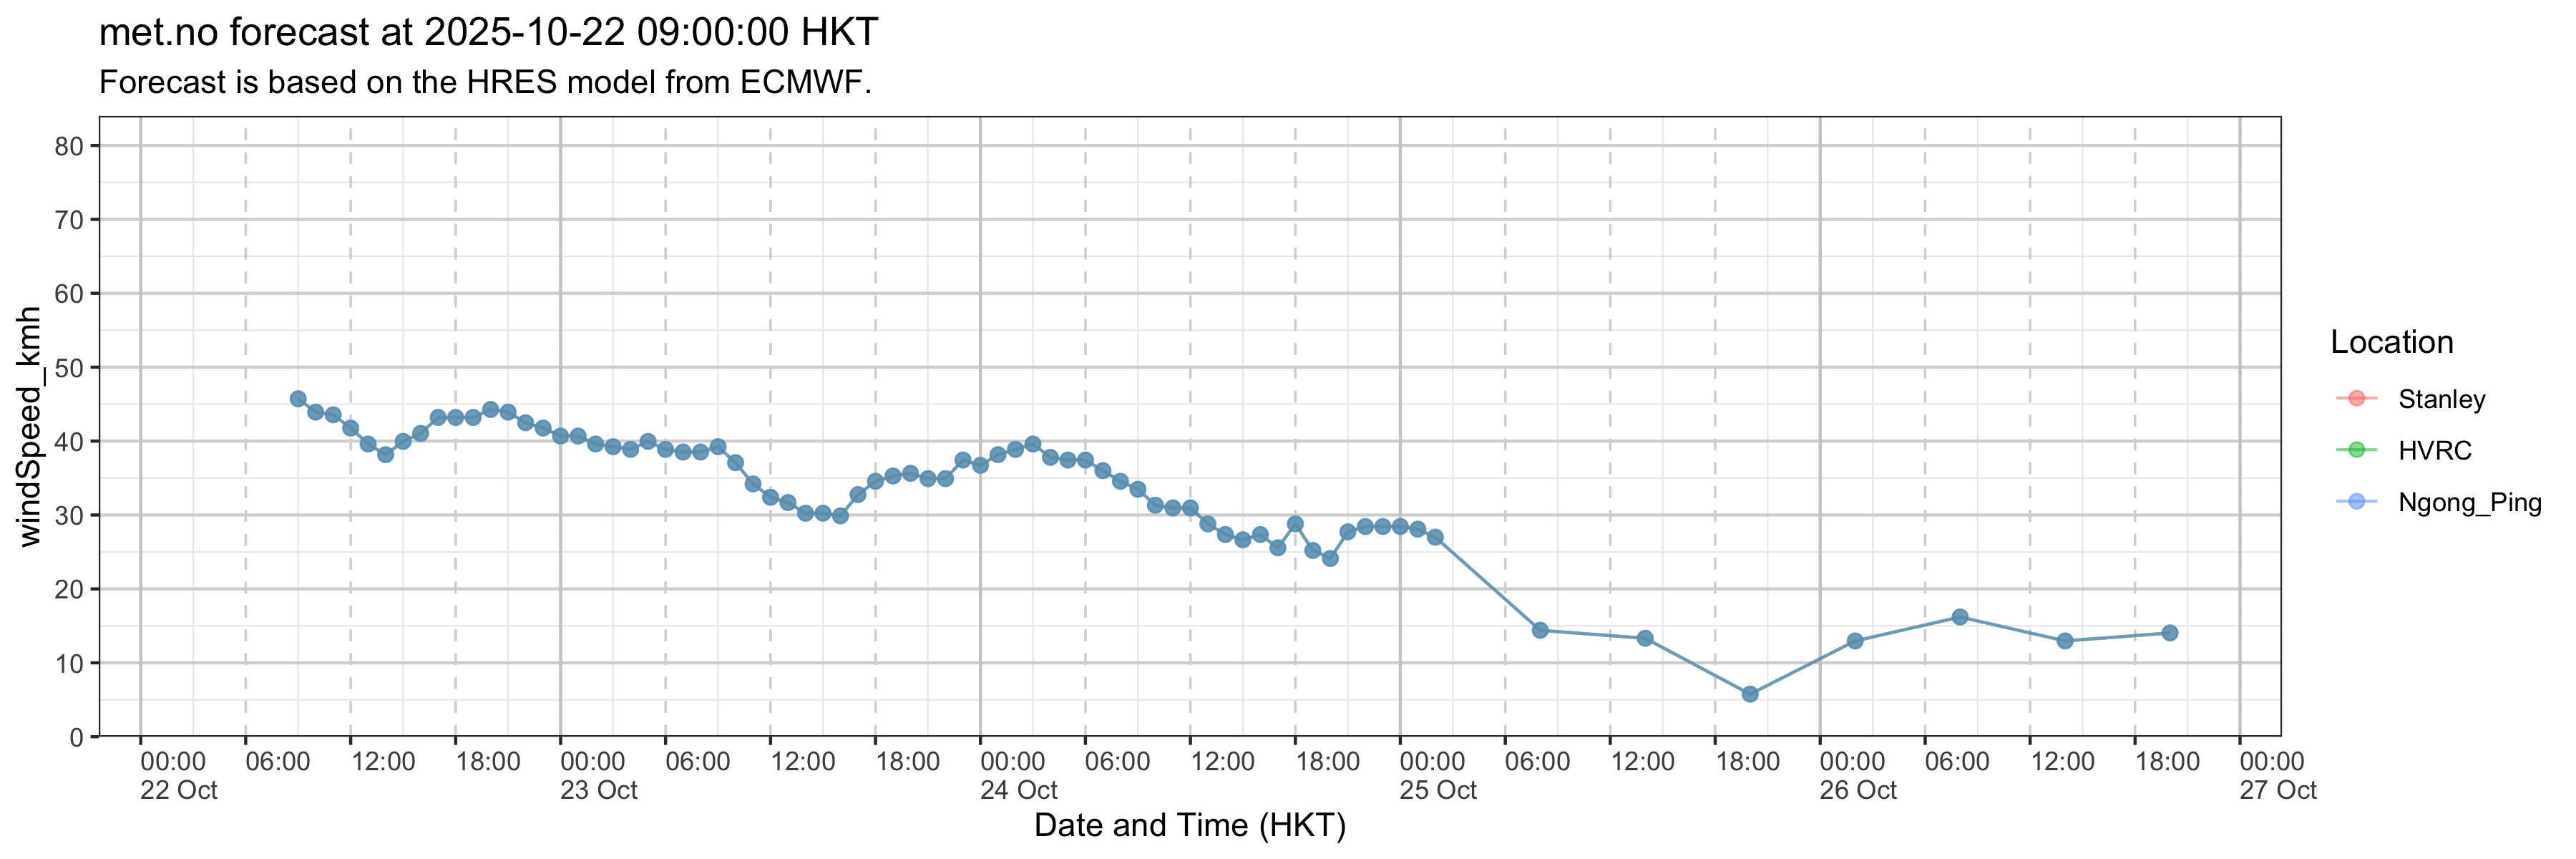 met.no forecast at 2025-10-22 09:00:00 HKT
Forecast is based on the HRES model from ECMWF.
windSpeed_kmh
80
70
60
50
40
30
20
10
0
00:00 06:00 12:00 18:00 00:00 06:00 12:00 18:00 00:00 06:00 12:00 18:00 00:00 06:00 12:00 18:00 00:00 06:00 12:00 18:00 00:00
22 Oct 23 Oct 24 Oct 25 Oct 26 Oct 27 Oct
Date and Time (HKT)
Location
Stanley
HVRC
Ngong_Ping